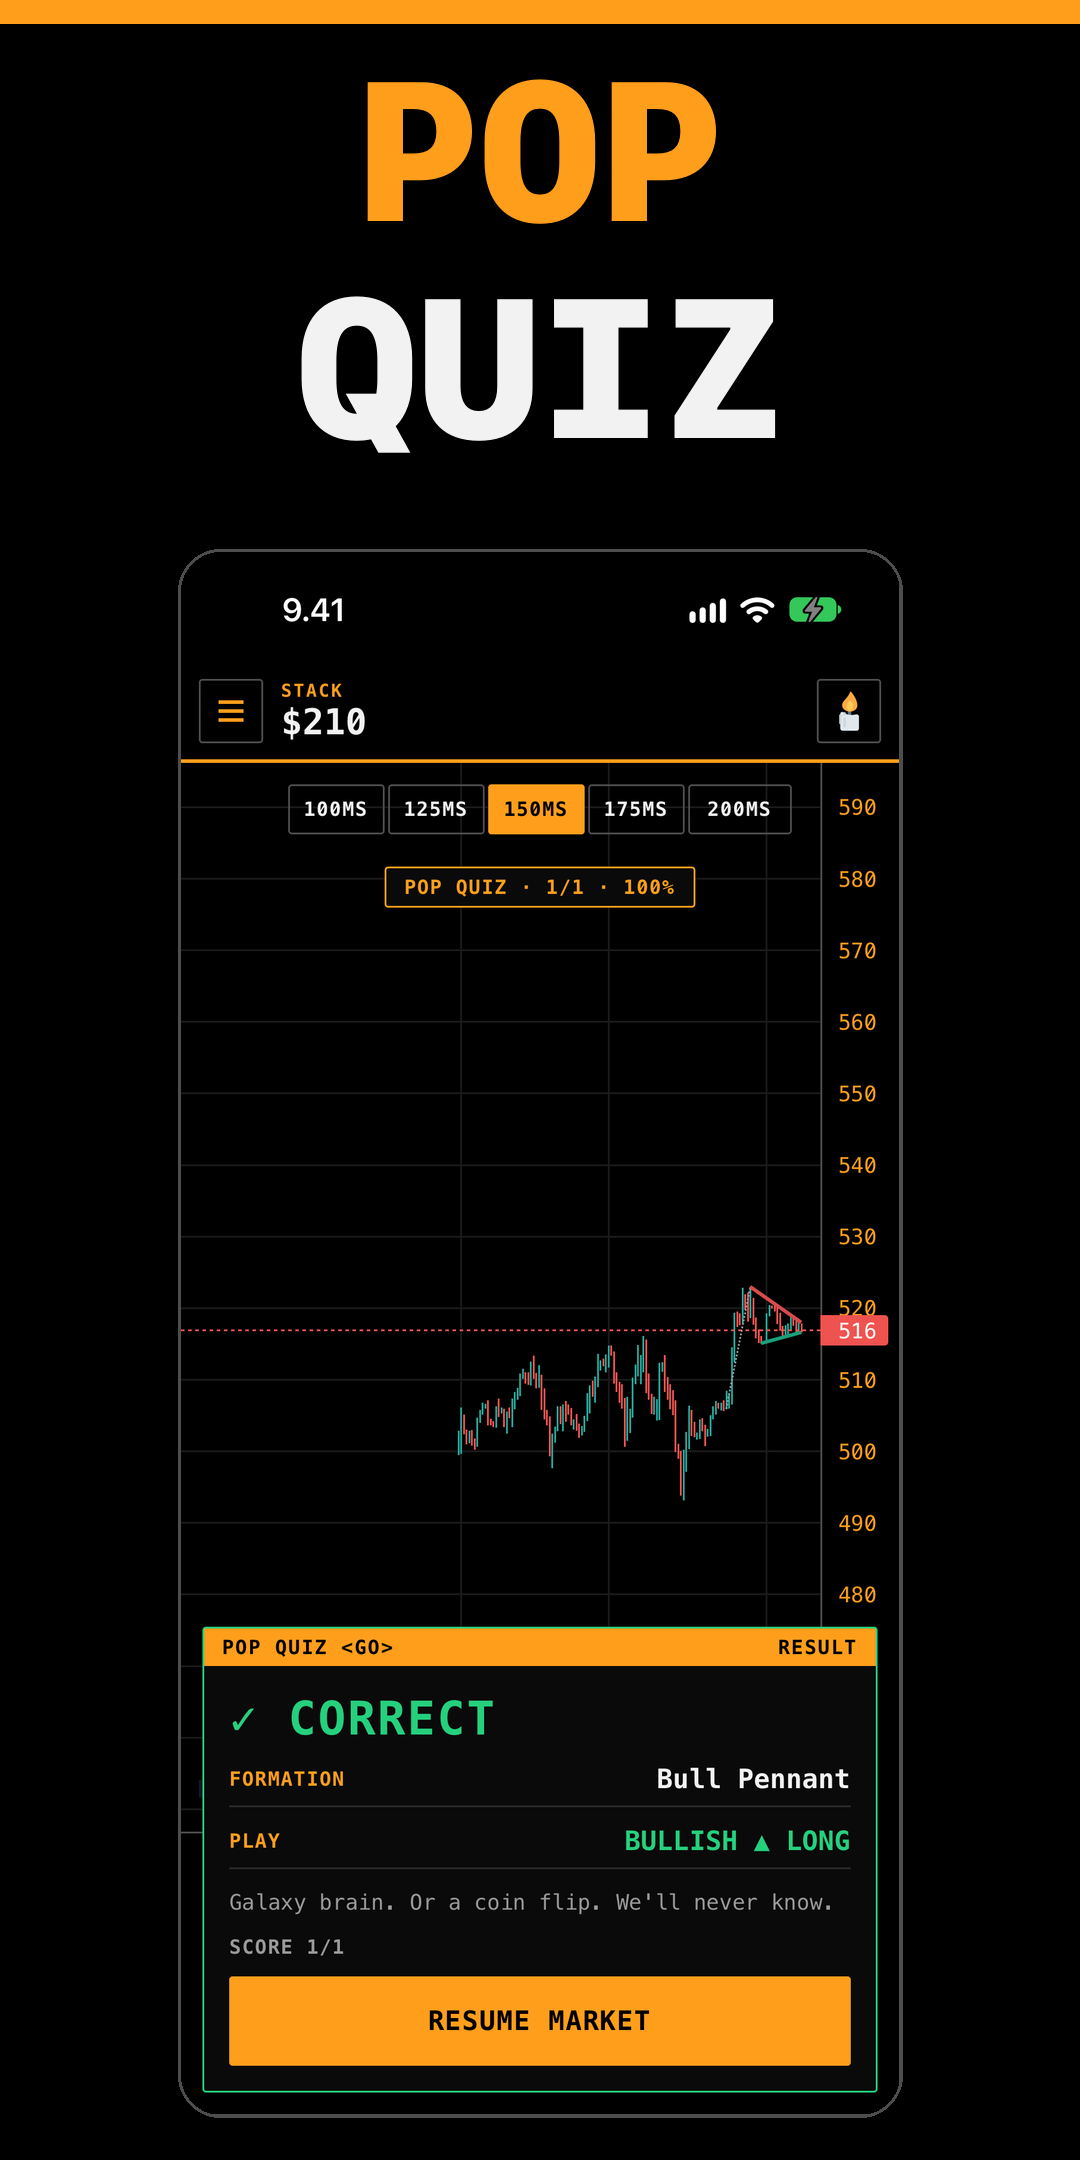 POP
QUIZ
9.41
STACK
$210
100MS 125MS 150MS 175MS 200MS
POP QUIZ · 1/1 · 100%
590
580
570
560
550
540
530
520
516
510
500
490
480
POP QUIZ <GO> RESULT
✓ CORRECT
FORMATION Bull Pennant
PLAY BULLISH ▲ LONG
Galaxy brain. Or a coin flip. We'll never know.
SCORE 1/1
RESUME MARKET